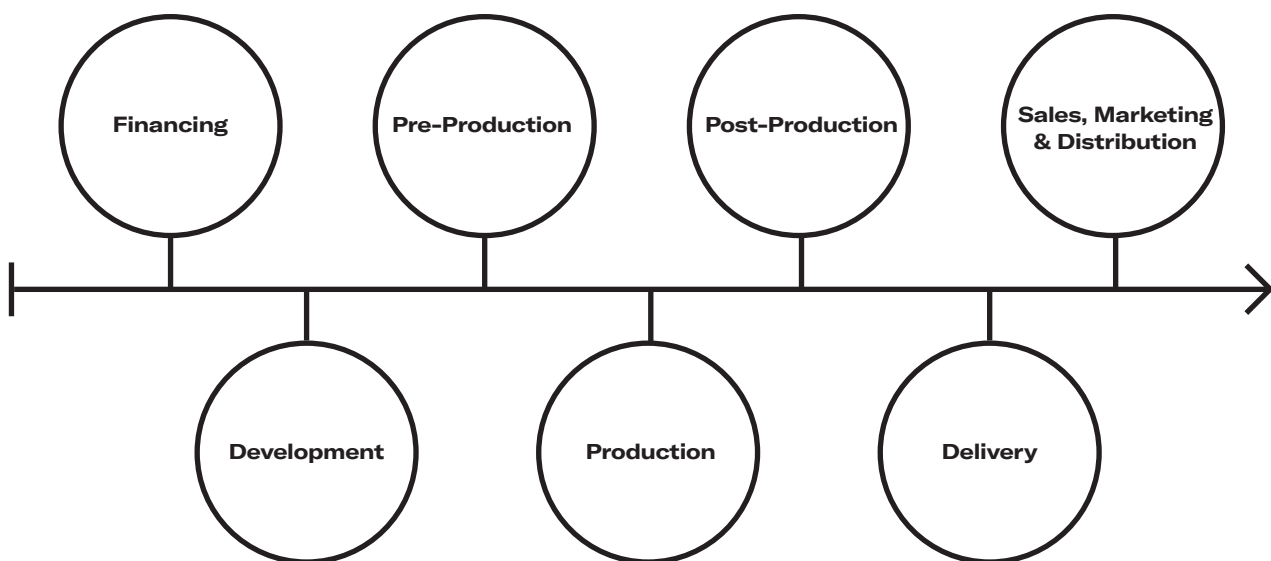 Financing
Pre-Production
Post-Production
Sales, Marketing
& Distribution
Development
Production
Delivery